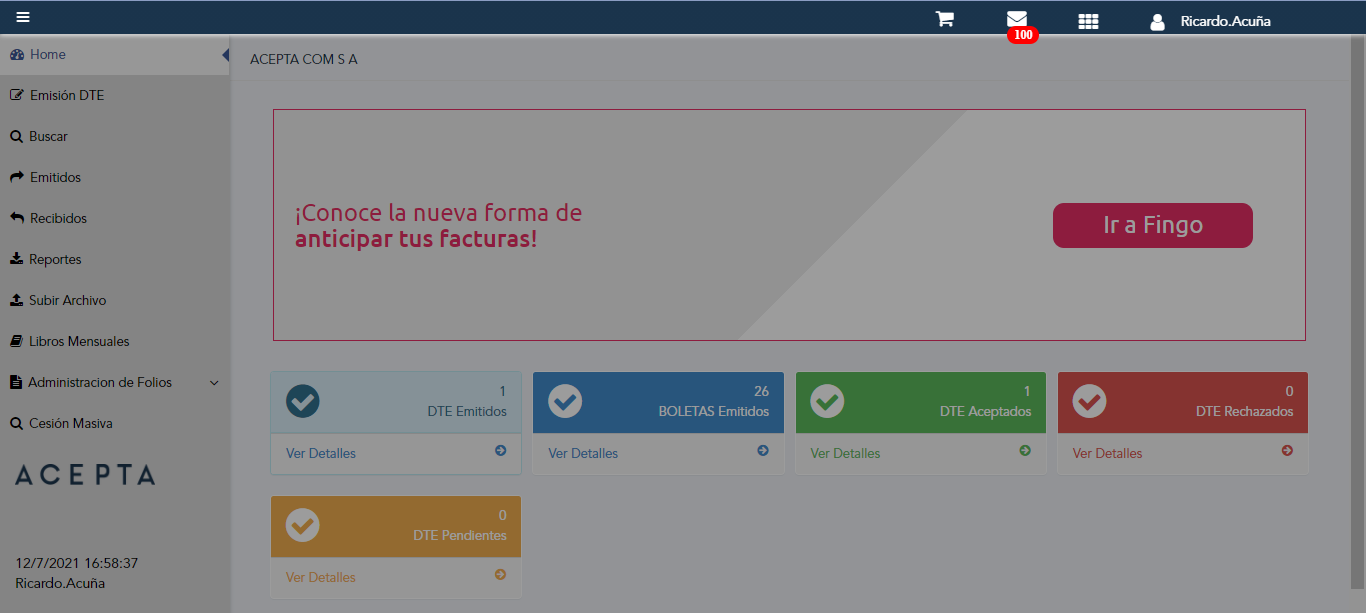 100
Ricardo.Acuña
Home
ACEPTA COM S A
Emisión DTE
Buscar
Emitidos
Recibidos
Reportes
Subir Archivo
Libros Mensuales
Administracion de Folios
Cesión Masiva
ACEPTA
12/7/2021 16:58:37
Ricardo.Acuña
¡Conoce la nueva forma de
anticipar tus facturas!
Ir a Fingo
1
DTE Emitidos
Ver Detalles
26
BOLETAS Emitidos
Ver Detalles
1
DTE Aceptados
Ver Detalles
0
DTE Rechazados
Ver Detalles
0
DTE Pendientes
Ver Detalles